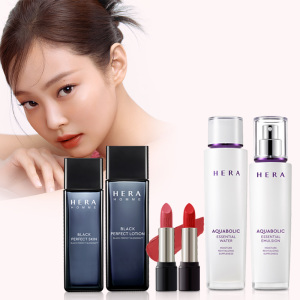 HERA
HOMME
BLACK
PERFECT SKIN
HERA
HOMME
BLACK
PERFECT LOTION
HERA
AQUABOLIC
ESSENTIAL
WATER
HERA
AQUABOLIC
ESSENTIAL
EMULSION